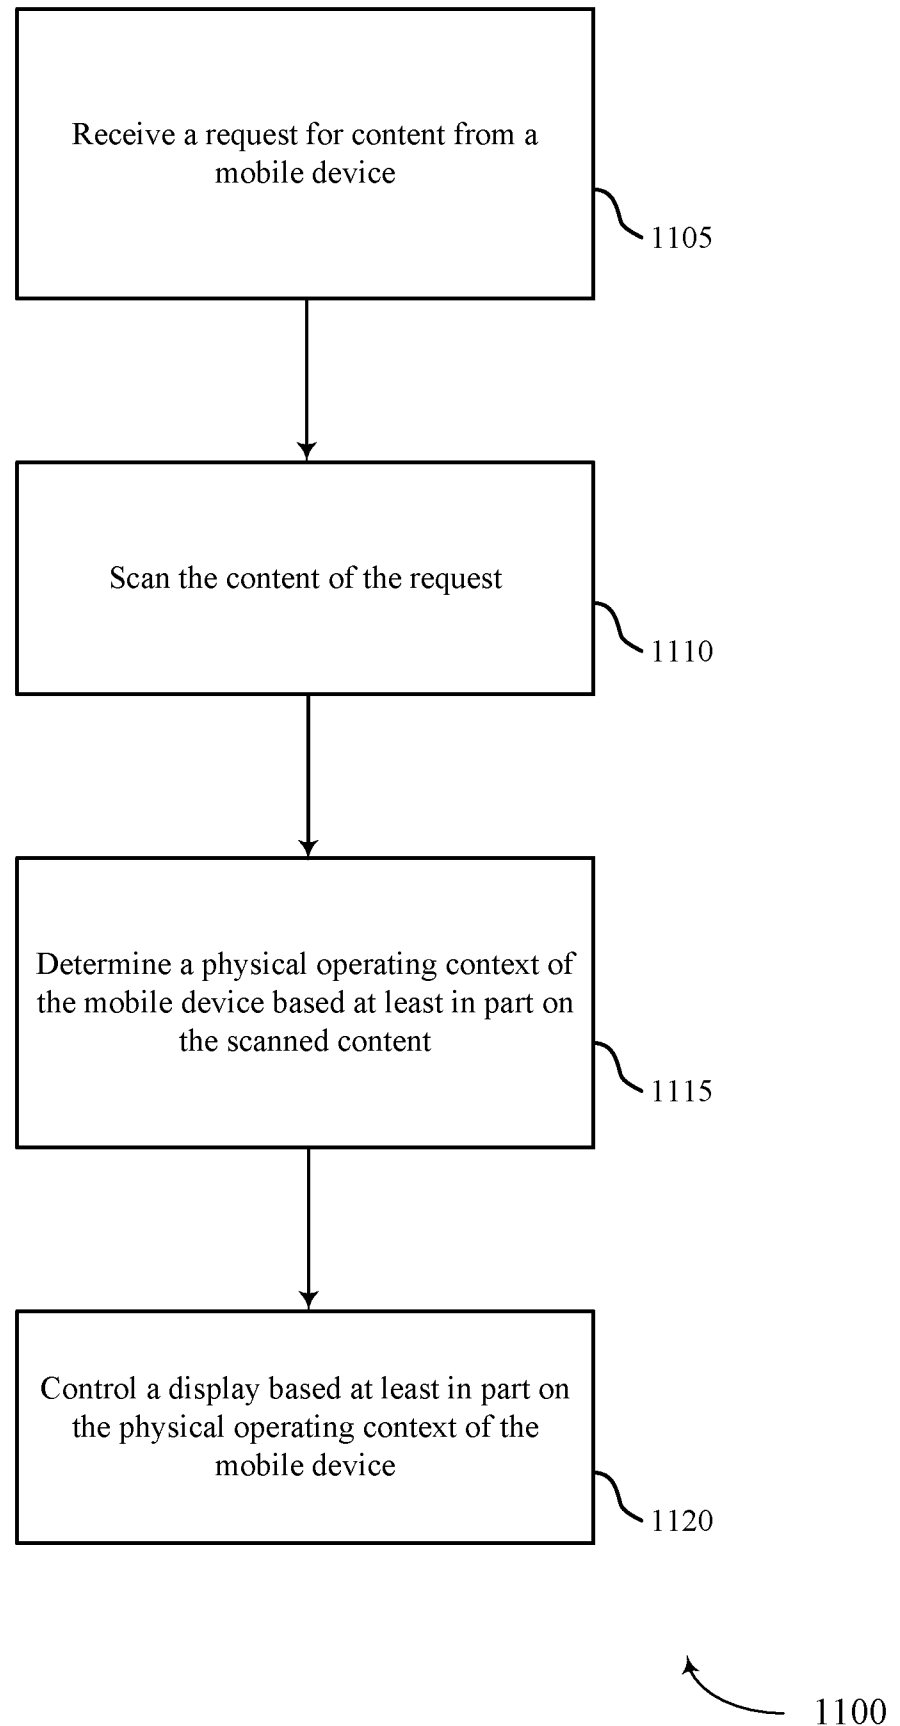 Receive a request for content from a
mobile device
1105
Scan the content of the request
1110
Determine a physical operating context of
the mobile device based at least in part on
the scanned content
1115
Control a display based at least in part on
the physical operating context of the
mobile device
1120
1100